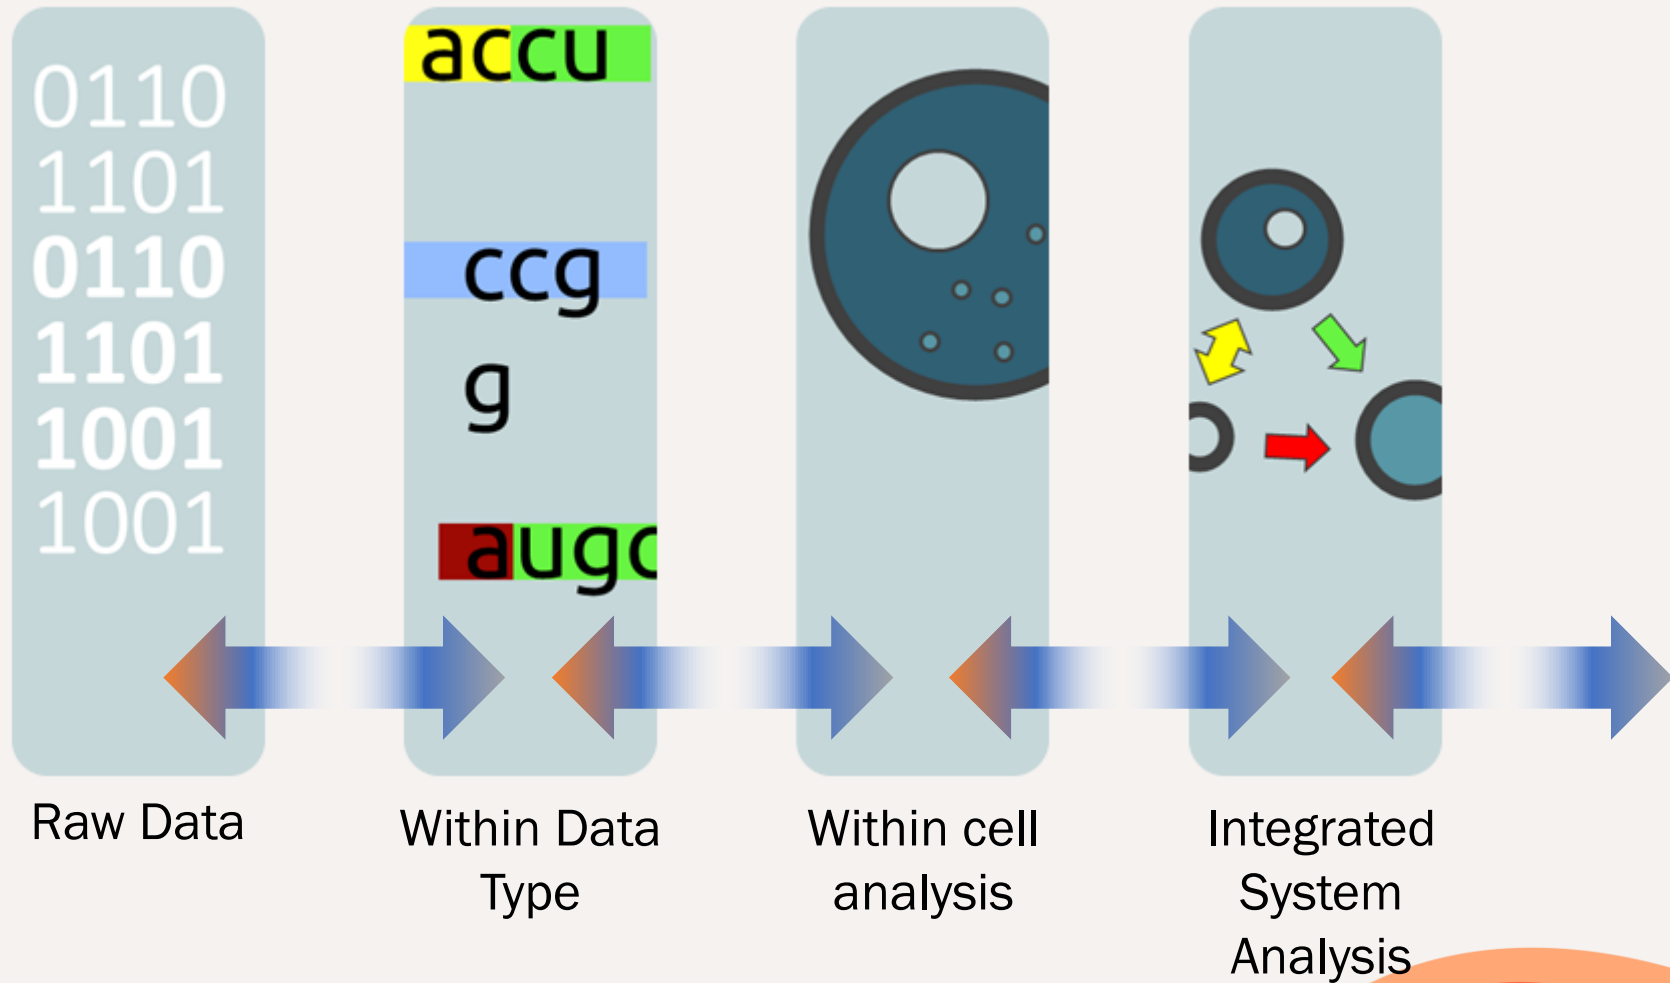 0110
1101
0110
1101
1001
1001
accu
ccg
g
augc
Raw Data
Within Data
Type
Within cell
analysis
Integrated
System
Analysis